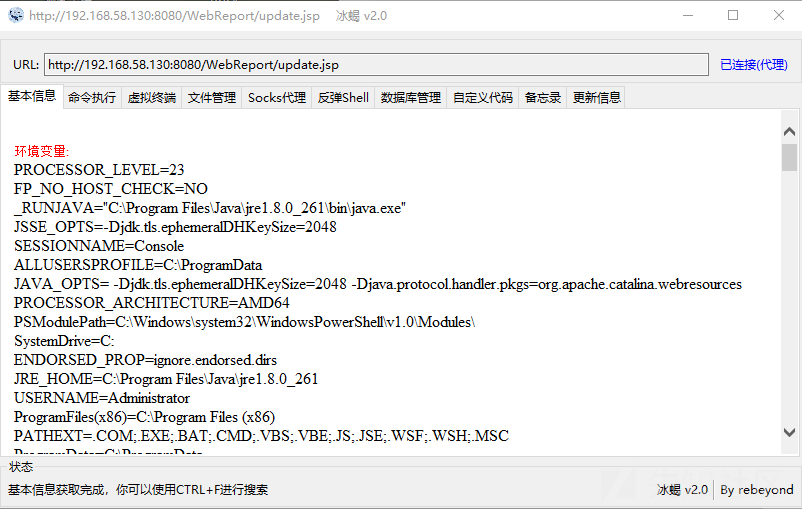 http://192.168.58.130:8080/WebReport/update.jsp 冰蝎 v2.0
URL: http://192.168.58.130:8080/WebReport/update.jsp 已连接(代理)
基本信息 命令执行 虚拟终端 文件管理 Socks代理 反弹Shell 数据库管理 自定义代码 备忘录 更新信息
环境变量:
PROCESSOR_LEVEL=23
FP_NO_HOST_CHECK=NO
_RUNJAVA="C:\Program Files\Java\jre1.8.0_261\bin\java.exe"
JSSE_OPTS=-Djdk.tls.ephemeralDHKeySize=2048
SESSIONNAME=Console
ALLUSERSPROFILE=C:\ProgramData
JAVA_OPTS= -Djdk.tls.ephemeralDHKeySize=2048 -Djava.protocol.handler.pkgs=org.apache.catalina.webresources
PROCESSOR_ARCHITECTURE=AMD64
PSModulePath=C:\Windows\system32\WindowsPowerShell\v1.0\Modules\
SystemDrive=C:
ENDORSED_PROP=ignore.endorsed.dirs
JRE_HOME=C:\Program Files\Java\jre1.8.0_261
USERNAME=Administrator
ProgramFiles(x86)=C:\Program Files (x86)
PATHEXT=.COM;.EXE;.BAT;.CMD;.VBS;.VBE;.JS;.JSE;.WSF;.WSH;.MSC
ProgramData=C:\ProgramData
状态
基本信息获取完成，你可以使用CTRL+F进行搜索 冰蝎 v2.0 By rebeyond